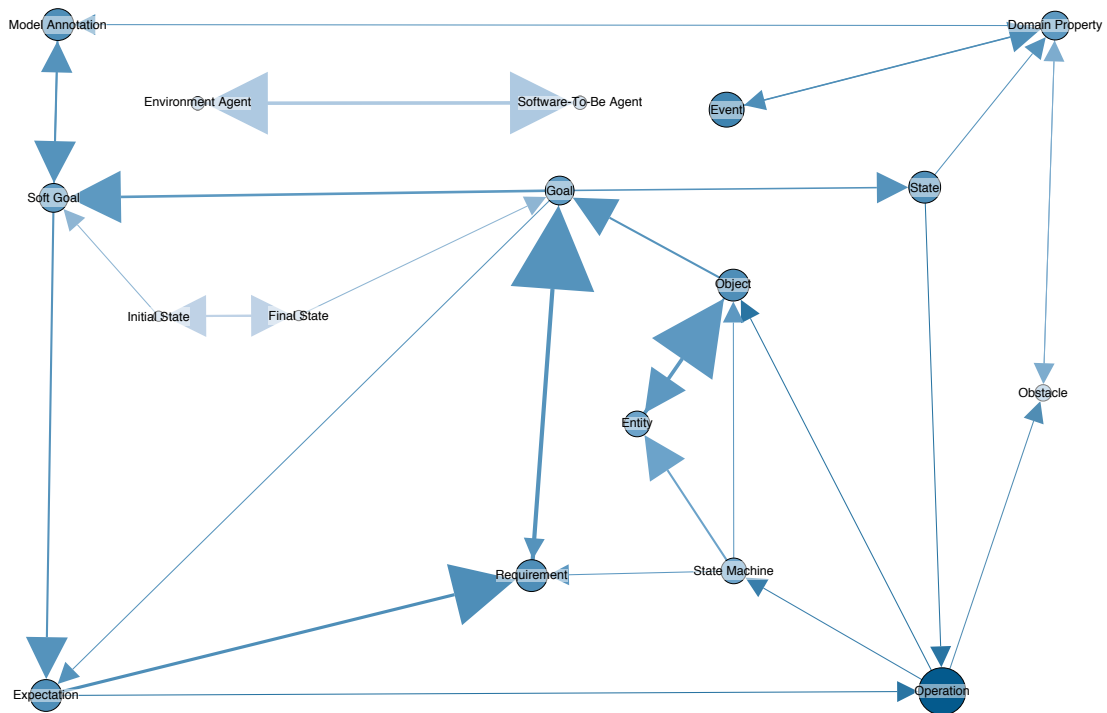 Model Annotation
Domain Property
Environment Agent
Software-To-Be Agent
Event
Soft Goal
Goal
State
Object
Initial State
Final State
Obstacle
Entity
Requirement
State Machine
Expectation
Operation